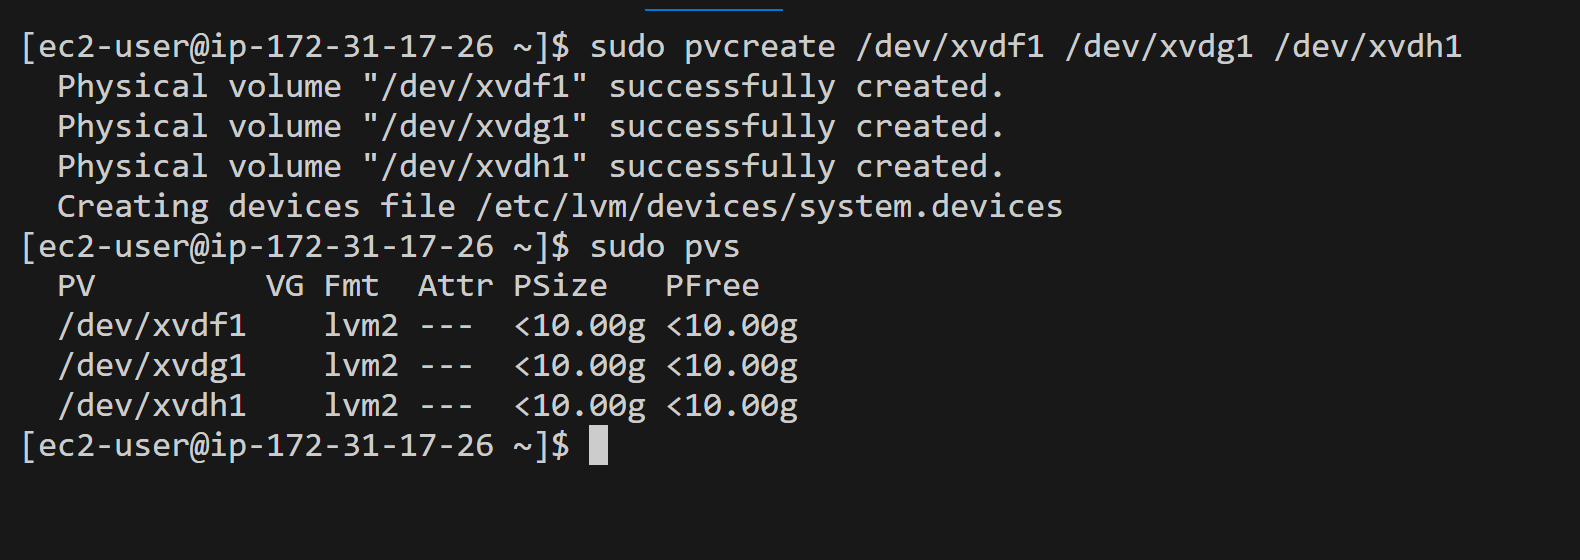 [ec2-user@ip-172-31-17-26 ~]$ sudo pvcreate /dev/xvdf1 /dev/xvdg1 /dev/xvdh1
  Physical volume "/dev/xvdf1" successfully created.
  Physical volume "/dev/xvdg1" successfully created.
  Physical volume "/dev/xvdh1" successfully created.
  Creating devices file /etc/lvm/devices/system.devices
[ec2-user@ip-172-31-17-26 ~]$ sudo pvs
  PV         VG Fmt  Attr PSize   PFree
  /dev/xvdf1    lvm2 ---  <10.00g <10.00g
  /dev/xvdg1    lvm2 ---  <10.00g <10.00g
  /dev/xvdh1    lvm2 ---  <10.00g <10.00g
[ec2-user@ip-172-31-17-26 ~]$